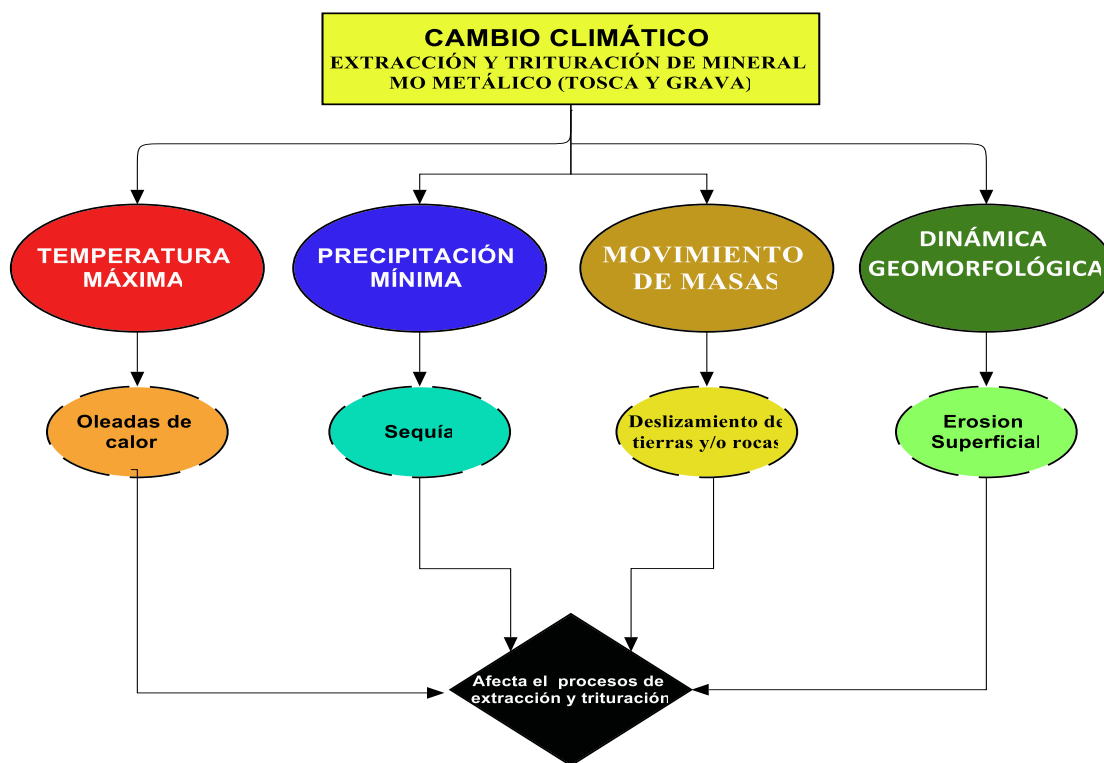 CAMBIO CLIMÁTICO
EXTRACCIÓN Y TRITURACIÓN DE MINERAL
MO METÁLICO (TOSCA Y GRAVA)
TEMPERATURA
MÁXIMA
PRECIPITACIÓN
MÍNIMA
MOVIMIENTO
DE MASAS
DINÁMICA
GEOMORFOLÓGICA
Oleadas de
calor
Sequía
Deslizamiento de
tierras y/o rocas
Erosion
Superficial
Afecta el procesos de
extracción y trituración